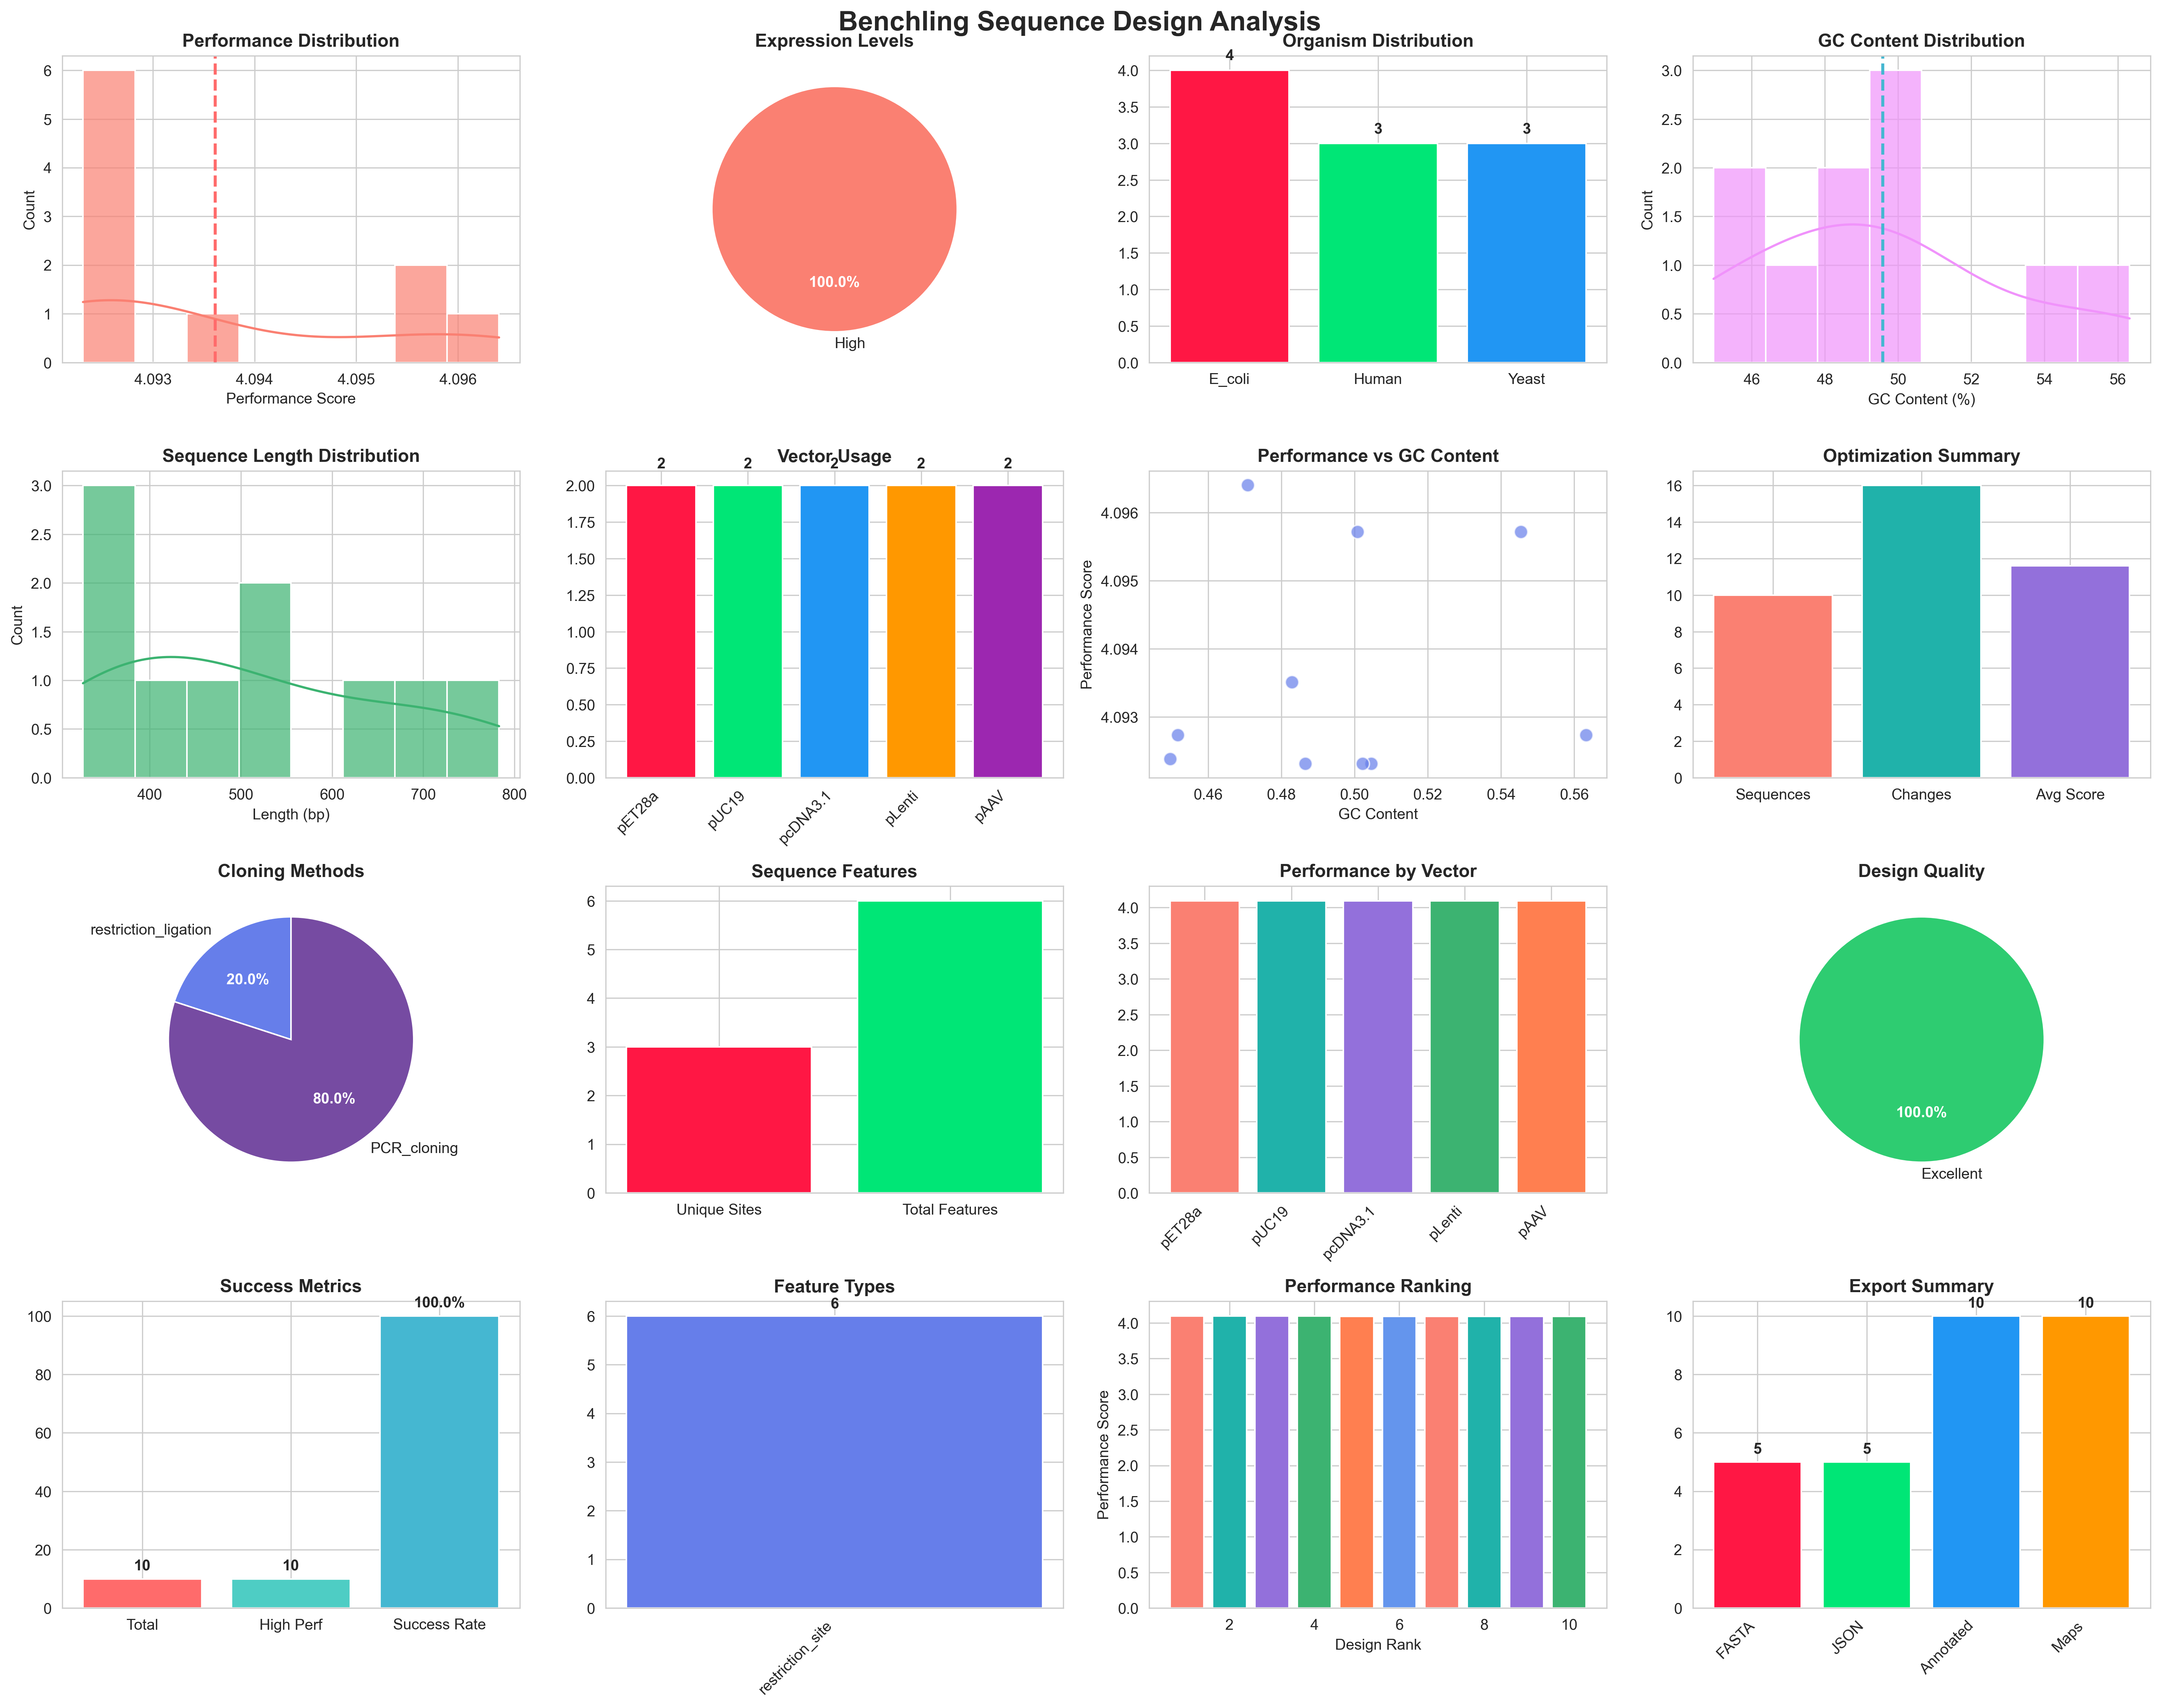 Benchling Sequence Design Analysis
Performance Distribution
6
5
4
3
2
1
0
Count
4.093 4.094 4.095 4.096
Performance Score
Expression Levels
100.0%
High
Organism Distribution
4 3 3
4.0
3.5
3.0
2.5
2.0
1.5
1.0
0.5
0.0
E_coli Human Yeast
GC Content Distribution
3.0
2.5
2.0
1.5
1.0
0.5
0.0
Count
46 48 50 52 54 56
GC Content (%)
Sequence Length Distribution
3.0
2.5
2.0
1.5
1.0
0.5
0.0
Count
400 500 600 700 800
Length (bp)
Vector Usage
2 2 2 2 2
2.00
1.75
1.50
1.25
1.00
0.75
0.50
0.25
0.00
pET28a pUC19 pcDNA3.1 pLenti pAAV
Performance vs GC Content
4.096
4.095
4.094
4.093
Performance Score
0.46 0.48 0.50 0.52 0.54 0.56
GC Content
Optimization Summary
16
14
12
10
8
6
4
2
0
Sequences Changes Avg Score
Cloning Methods
restriction_ligation
20.0%
80.0%
PCR_cloning
Sequence Features
6
5
4
3
2
1
0
Unique Sites Total Features
Performance by Vector
4.0
3.5
3.0
2.5
2.0
1.5
1.0
0.5
0.0
pET28a pUC19 pcDNA3.1 pLenti pAAV
Design Quality
100.0%
Excellent
Success Metrics
100.0%
100
80
60
40
20
0
10 10
Total High Perf Success Rate
Feature Types
6
6
5
4
3
2
1
0
restriction_site
Performance Ranking
4.0
3.5
3.0
2.5
2.0
1.5
1.0
0.5
0.0
Performance Score
2 4 6 8 10
Design Rank
Export Summary
10 10
10
8
6
4
2
0
5 5
FASTA JSON Annotated Maps